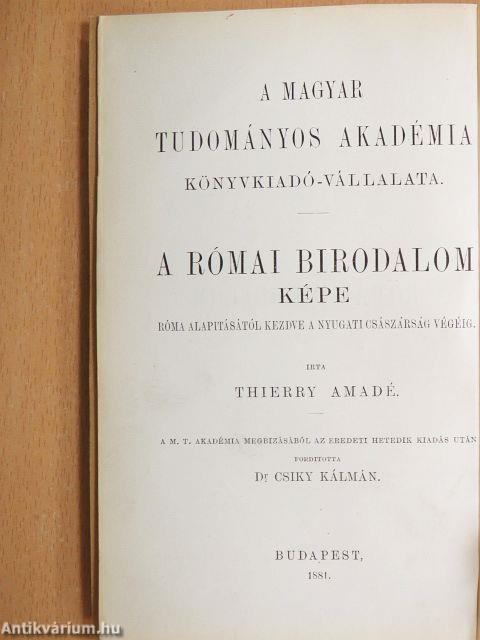 A MAGYAR
TUDOMÁNYOS AKADÉMIA
KÖNYVKIADÓ-VÁLLALATA.
A RÓMAI BIRODALOM
KÉPE
RÓMA ALAPITÁSÁTÓL KEZDVE A NYUGATI CSÁSZÁRSÁG VÉGÉIG.
IRTA
THIERRY AMADÉ.
A M. T. AKADÉMIA MEGBIZÁSÁBÓL AZ EREDETI HETEDIK KIADÁS UTÁN
FORDITOTTA
Dr CSIKY KÁLMÁN.
BUDAPEST,
1881.
Antikvárium.hu